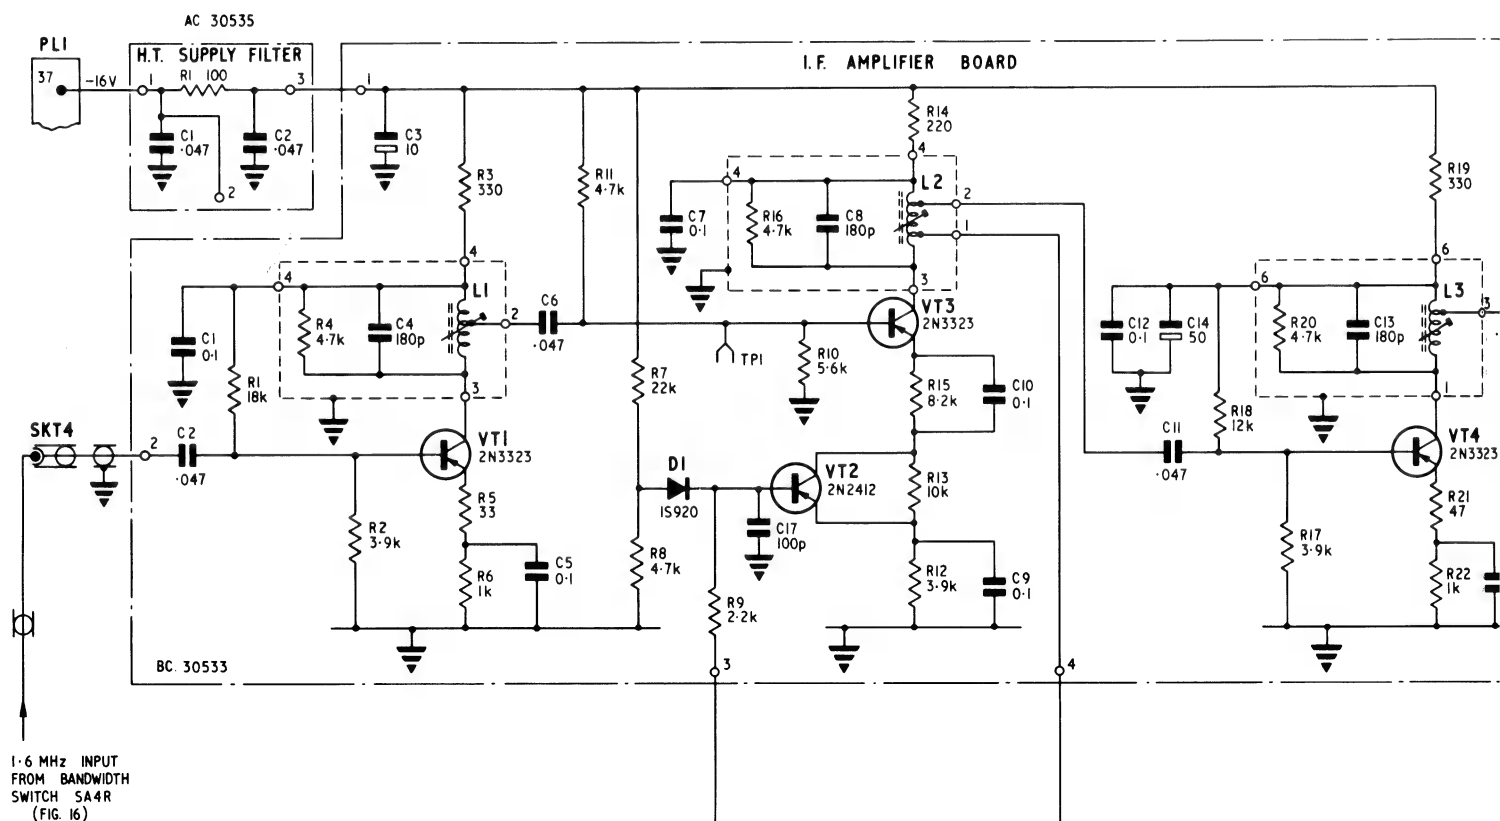 AC 30535
PL1
H.T. SUPPLY FILTER
I.F. AMPLIFIER BOARD
37
-16V
1
R1 100
3
1
C1
·047
C2
·047
2
C3
10
R3
330
R11
4·7k
R14
220
4
4
C7
0·1
R16
4·7k
C8
180p
L2
2
1
3
R19
330
6
4
4
C1
0·1
R1
18k
R4
4·7k
C4
180p
L1
2
3
C6
·047
TP1
R10
5·6k
VT3
2N3323
R15
8·2k
C10
0·1
R7
22k
6
C12
0·1
C14
50
R20
4·7k
C13
180p
L3
3
1
R18
12k
SKT4
2
C2
·047
VT1
2N3323
R5
33
R2
3·9k
R6
1k
C5
0·1
D1
IS920
R8
4·7k
R9
2·2k
3
C17
100p
VT2
2N2412
R13
10k
R12
3·9k
C9
0·1
4
C11
·047
VT4
2N3323
R21
47
R17
3·9k
R22
1k
BC. 30533
1·6 MHz INPUT
FROM BANDWIDTH
SWITCH SA4R
(FIG. 16)